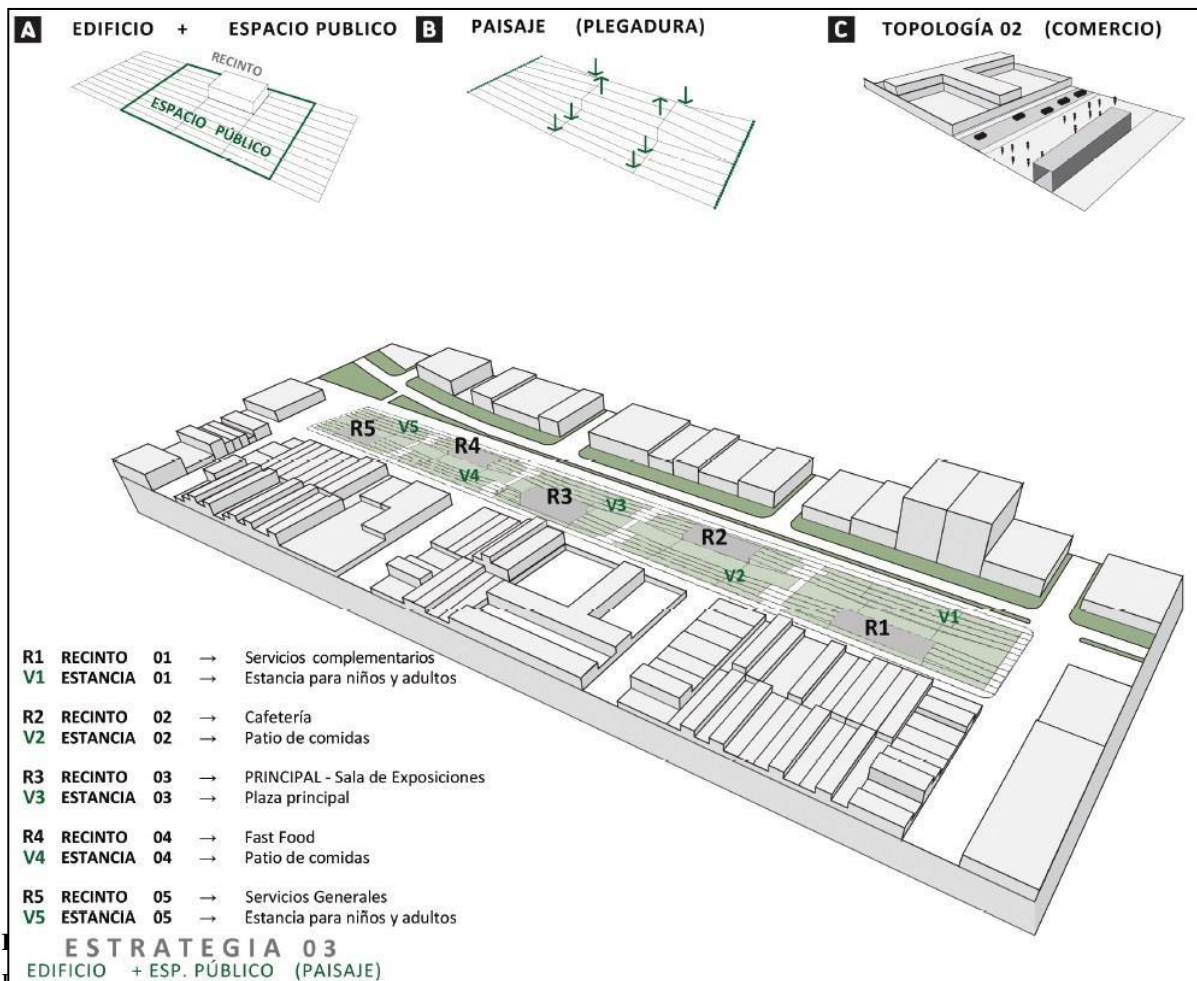 A EDIFICIO + ESPACIO PUBLICO
B PAISAJE (PLEGADURA)
C TOPOLOGÍA 02 (COMERCIO)
RECINTO
ESPACIO PÚBLICO
R5 V5
R4
V4
R3 V3
R2
V2
R1 V1
R1 RECINTO 01 → Servicios complementarios
V1 ESTANCIA 01 → Estancia para niños y adultos
R2 RECINTO 02 → Cafetería
V2 ESTANCIA 02 → Patio de comidas
R3 RECINTO 03 → PRINCIPAL - Sala de Exposiciones
V3 ESTANCIA 03 → Plaza principal
R4 RECINTO 04 → Fast Food
V4 ESTANCIA 04 → Patio de comidas
R5 RECINTO 05 → Servicios Generales
V5 ESTANCIA 05 → Estancia para niños y adultos
ESTRATEGIA 03
EDIFICIO + ESP. PÚBLICO (PAISAJE)